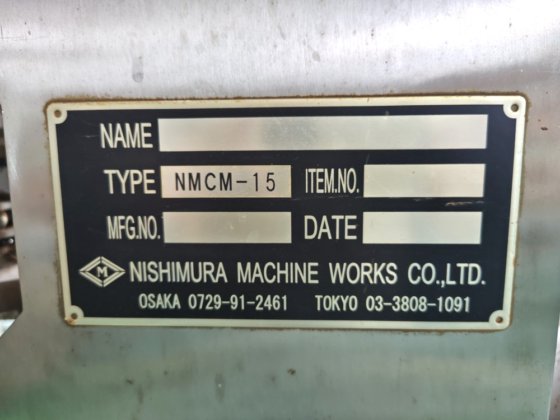 NAME
TYPE NMCM-15 ITEM.NO.
MFG.NO. DATE
M NISHIMURA MACHINE WORKS CO.,LTD.
OSAKA 0729-91-2461 TOKYO 03-3808-1091